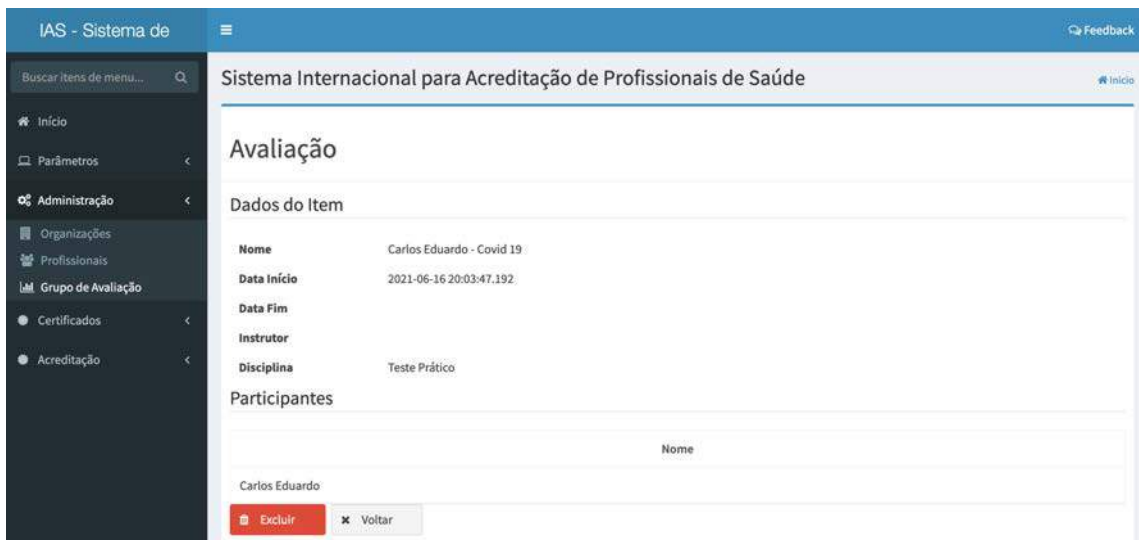 IAS - Sistema de
Feedback
Buscar itens de menu...
Sistema Internacional para Acreditação de Profissionais de Saúde
Início
Início
Parâmetros
Administração
Organizações
Profissionais
Grupo de Avaliação
Certificados
Acreditação
Avaliação
Dados do Item
Nome Carlos Eduardo - Covid 19
Data Início 2021-06-16 20:03:47.192
Data Fim
Instrutor
Disciplina Teste Prático
Participantes
Nome
Carlos Eduardo
Excluir Voltar